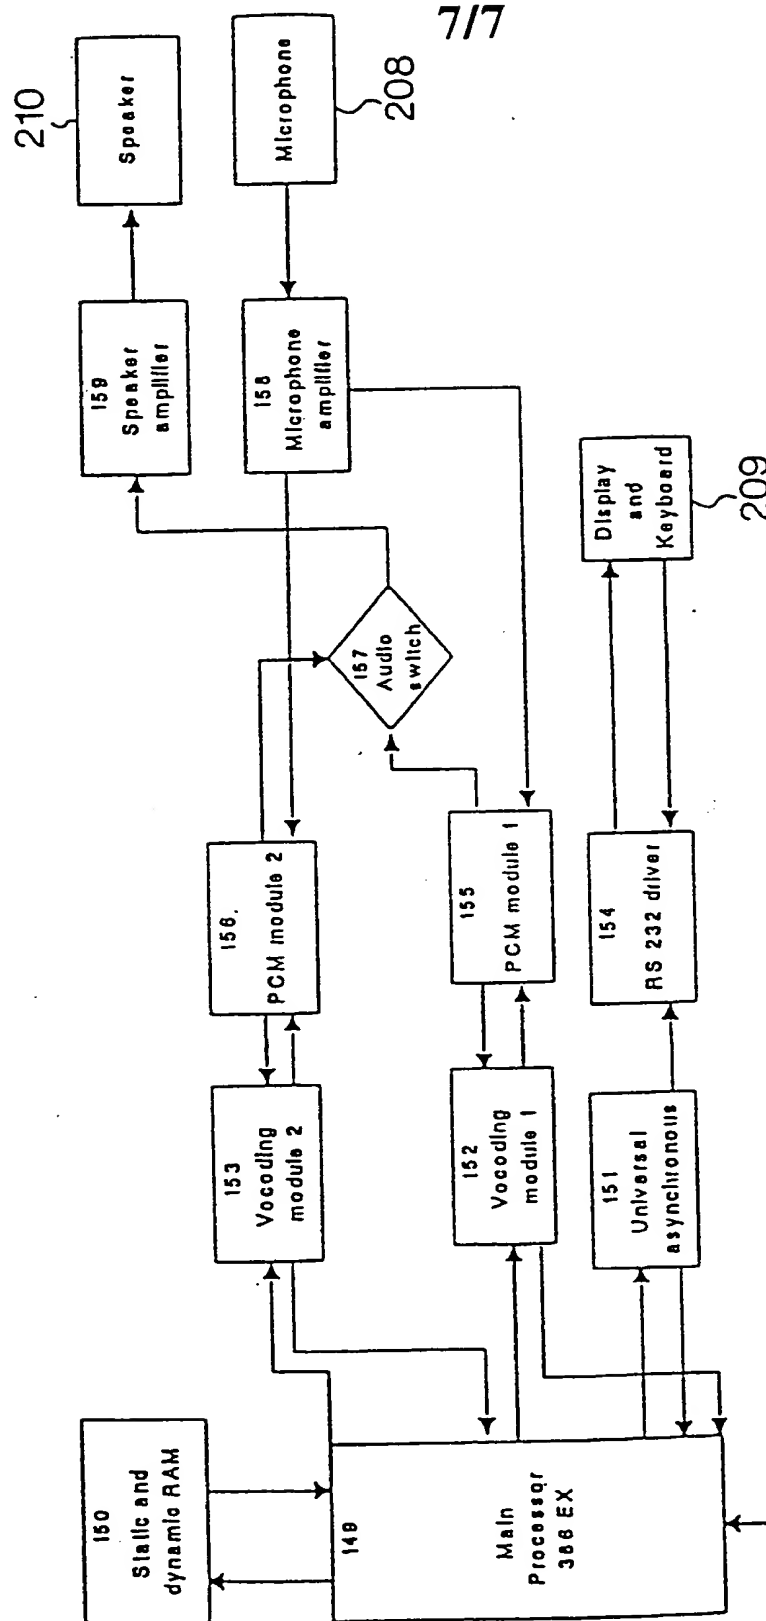 7/7
210
Speaker
Microphone
208
159
Speaker
amplifier
158
Microphone
amplifier
157
Audio
switch
Display
and
Keyboard
209
156.
PCM module 2
155
PCM module 1
154
RS 232 driver
153
Vocoding
module 2
152
Vocoding
module 1
151
Universal
asynchronous
150
Static and
dynamic RAM
149
Main
Processor
386 EX